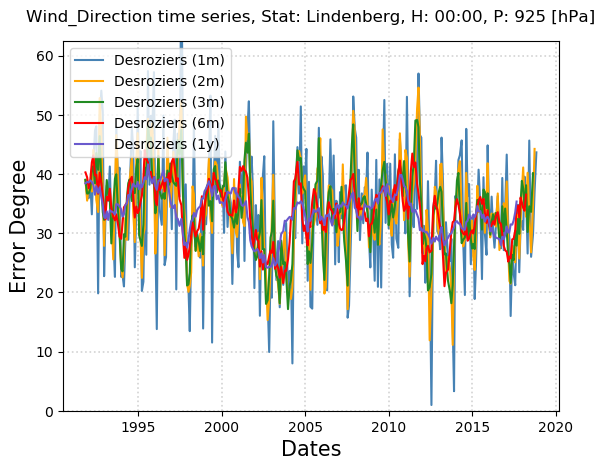 Wind_Direction time series, Stat: Lindenberg, H: 00:00, P: 925 [hPa]
Desroziers (1m)
Desroziers (2m)
Desroziers (3m)
Desroziers (6m)
Desroziers (1y)
60
50
40
30
20
10
0
Error Degree
1995 2000 2005 2010 2015 2020
Dates